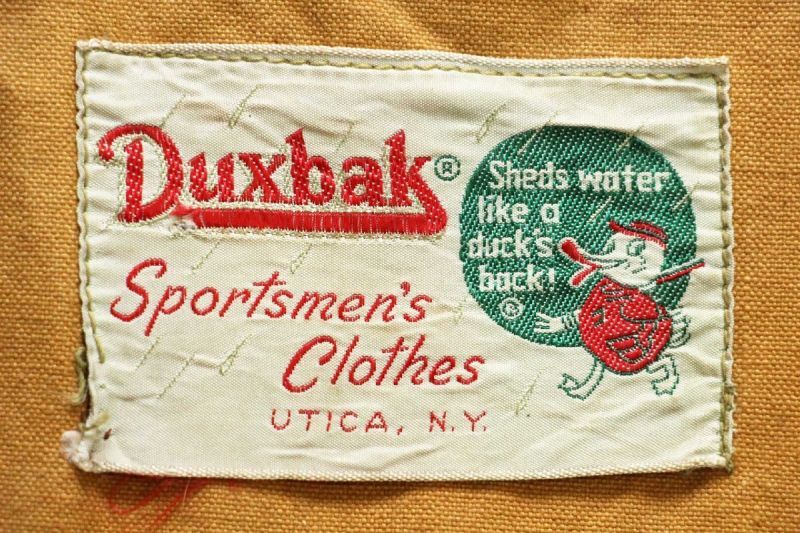 Duxbak®
Sportsmen's
Clothes
UTICA, N.Y.
Sheds water
like a
duck's
back!
®